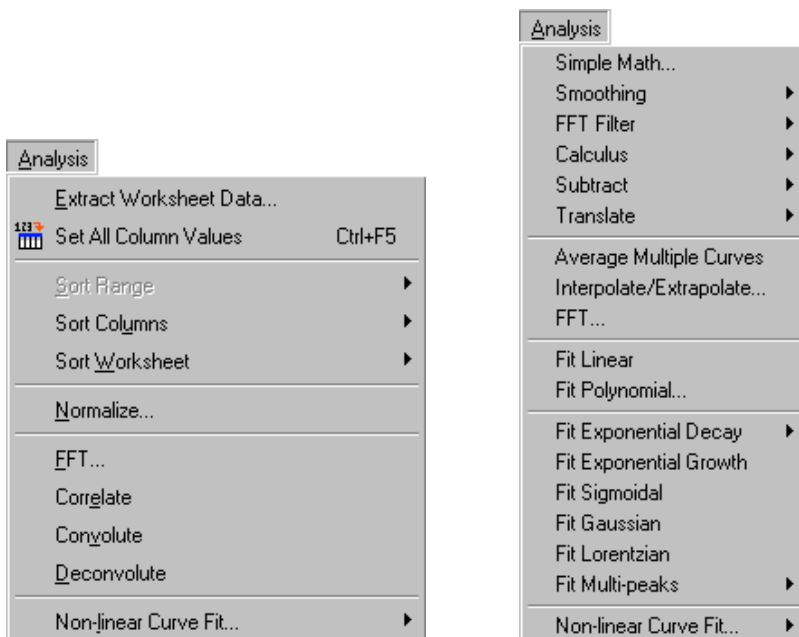 Analysis
Extract Worksheet Data...
123
Set All Column Values Ctrl+F5
Sort Range
Sort Columns
Sort Worksheet
Normalize...
FFT...
Correlate
Convolute
Deconvolute
Non-linear Curve Fit...
Analysis
Simple Math...
Smoothing
FFT Filter
Calculus
Subtract
Translate
Average Multiple Curves
Interpolate/Extrapolate...
FFT...
Fit Linear
Fit Polynomial...
Fit Exponential Decay
Fit Exponential Growth
Fit Sigmoidal
Fit Gaussian
Fit Lorentzian
Fit Multi-peaks
Non-linear Curve Fit...